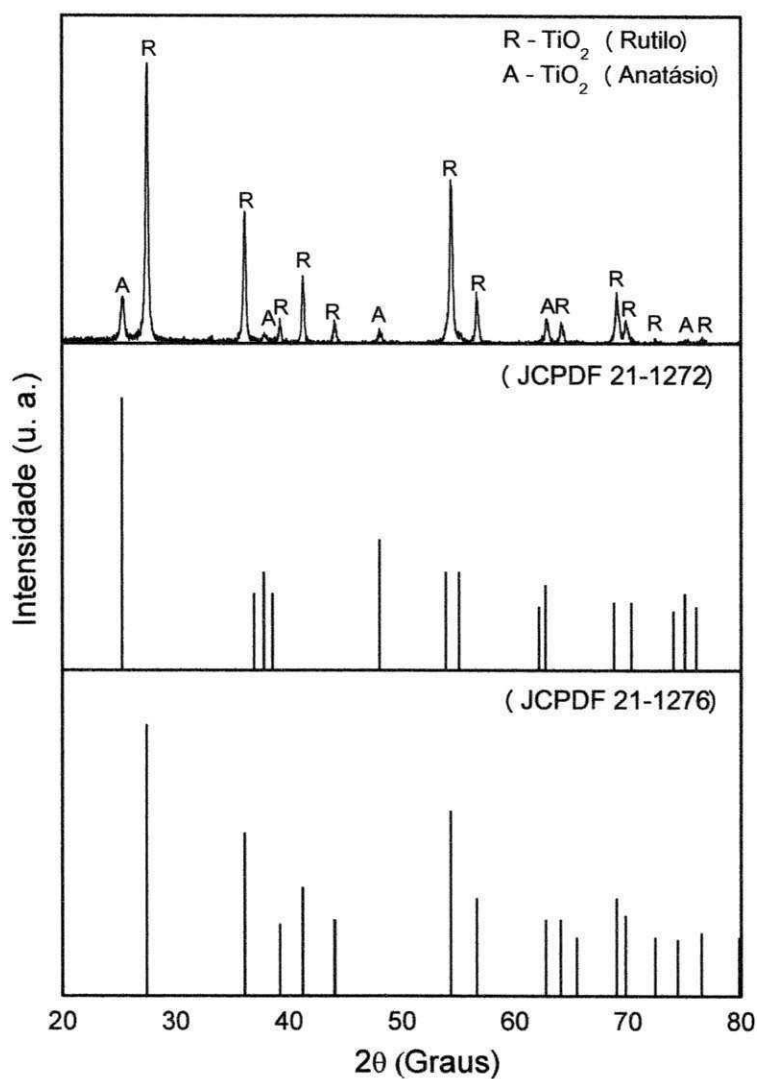 R - TiO2 ( Rutilo)
A - TiO2 ( Anatásio)
R
R
R
A
R
A
R
R
R
A
R
R
A
R
R
R
R
A
R
( JCPDF 21-1272)
Intensidade (u. a.)
( JCPDF 21-1276)
20 30 40 50 60 70 80
2θ (Graus)